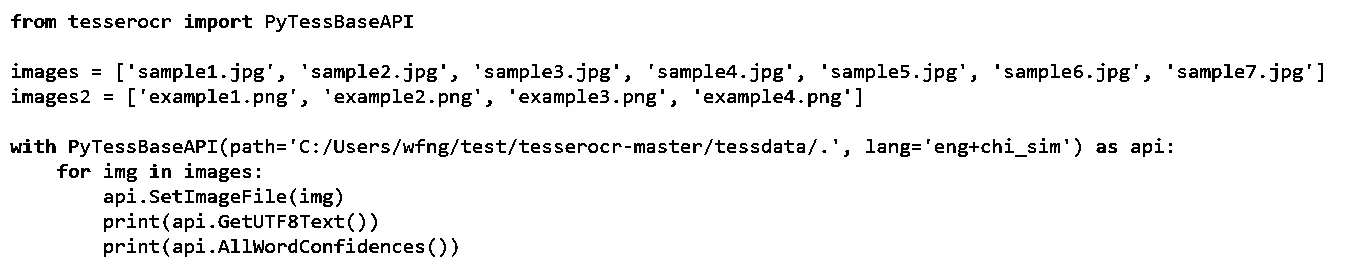 from tesserocr import PyTessBaseAPI

images = ['sample1.jpg', 'sample2.jpg', 'sample3.jpg', 'sample4.jpg', 'sample5.jpg', 'sample6.jpg', 'sample7.jpg']
images2 = ['example1.png', 'example2.png', 'example3.png', 'example4.png']

with PyTessBaseAPI(path='C:/Users/wfng/test/tesserocr-master/tessdata/.', lang='eng+chi_sim') as api:
    for img in images:
        api.SetImageFile(img)
        print(api.GetUTF8Text())
        print(api.AllWordConfidences())